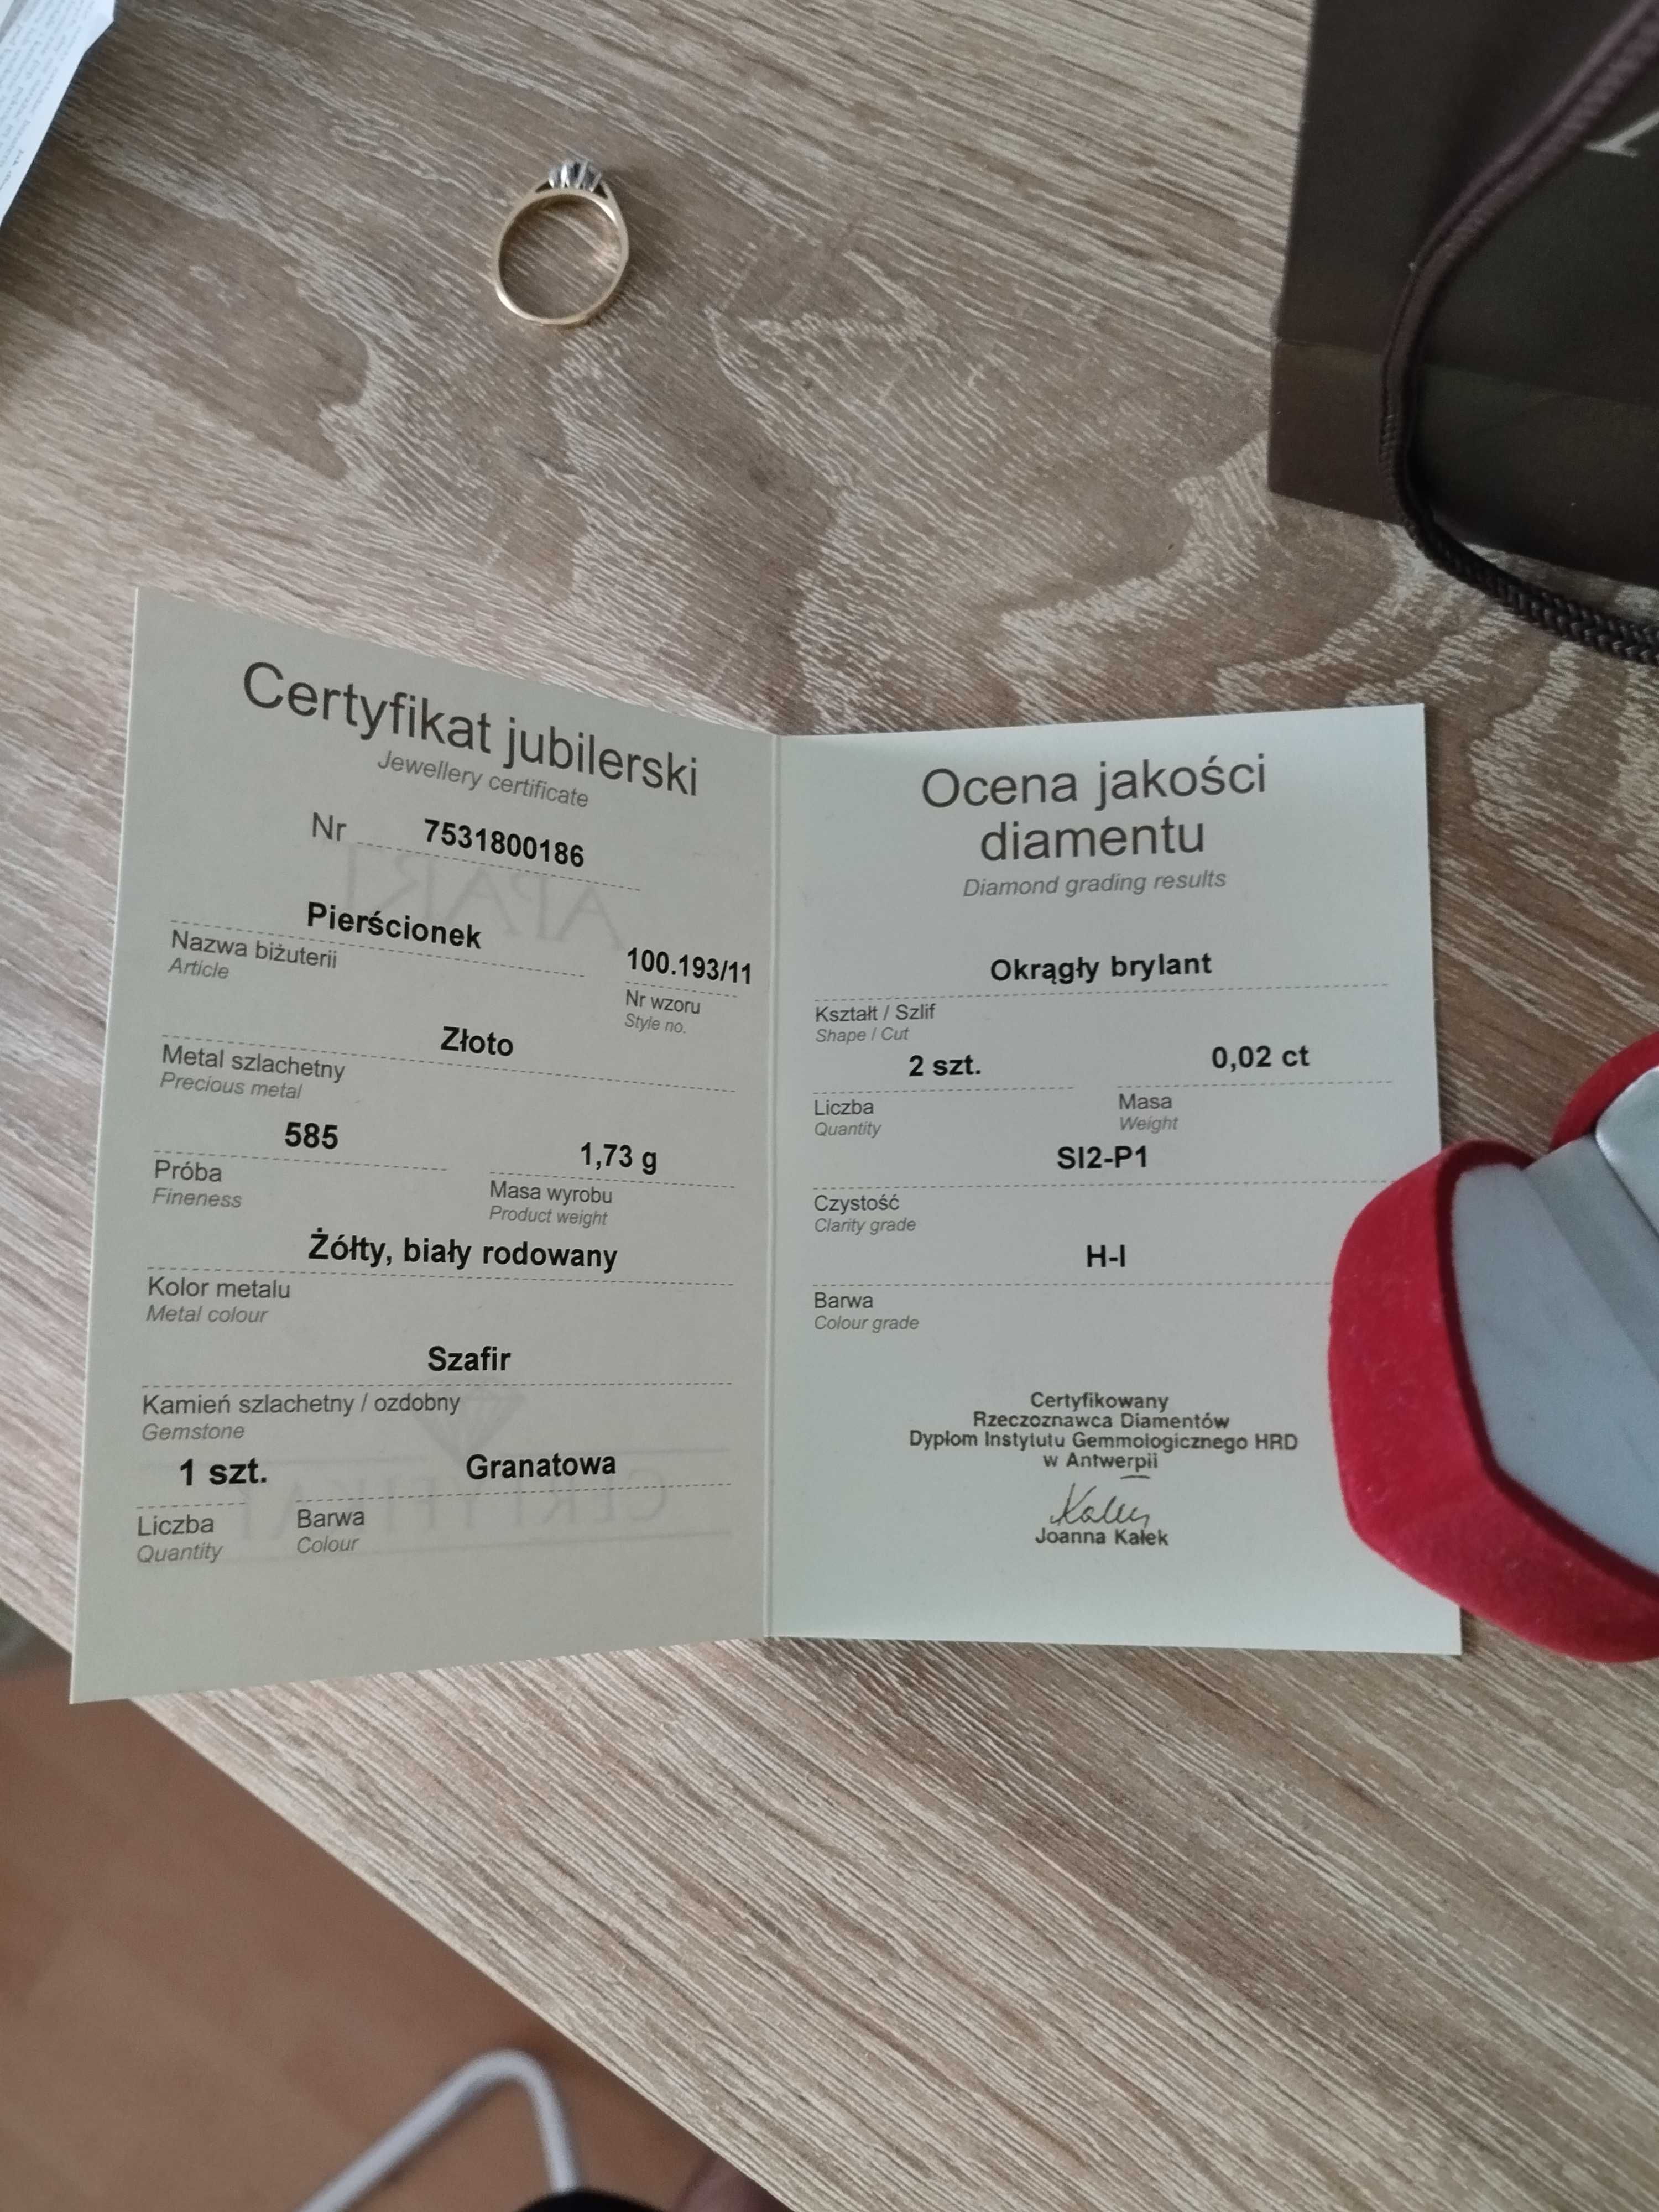 Certyfikat jubilerski
Jewellery certificate
Nr 7531800186
Pierścionek
Nazwa biżuterii
Article
100.193/11
Nr wzoru
Style no.
Złoto
Metal szlachetny
Precious metal
585
Próba
Fineness
1,73 g
Masa wyrobu
Product weight
Żółty, biały rodowany
Kolor metalu
Metal colour
Szafir
Kamień szlachetny / ozdobny
Gemstone
1 szt.
Liczba
Quantity
Granatowa
Barwa
Colour
Ocena jakości
diamentu
Diamond grading results
Okrągły brylant
Kształt / Szlif
Shape / Cut
2 szt.
Liczba
Quantity
0,02 ct
Masa
Weight
SI2-P1
Czystość
Clarity grade
H-I
Barwa
Colour grade
Certyfikowany
Rzeczoznawca Diamentów
Dyplom Instytutu Gemmologicznego HRD
w Antwerpii
Joanna Kałek